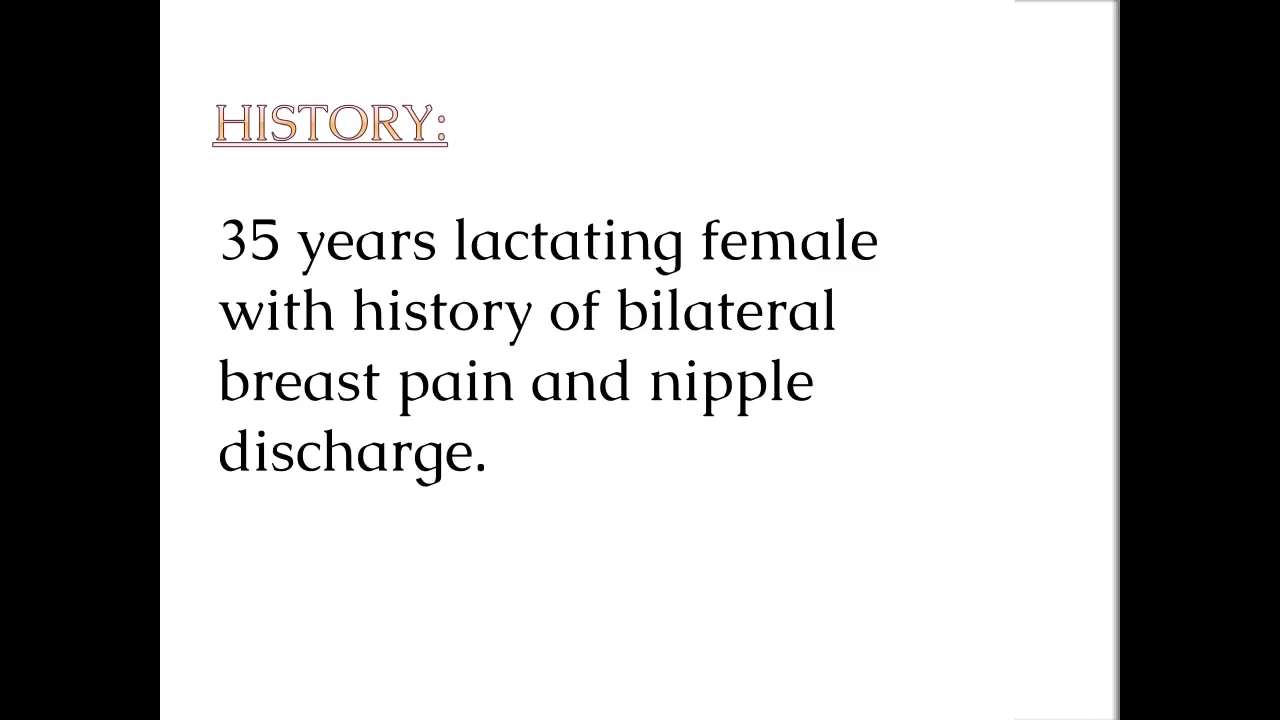 HISTORY:
35 years lactating female
with history of bilateral
breast pain and nipple
discharge.